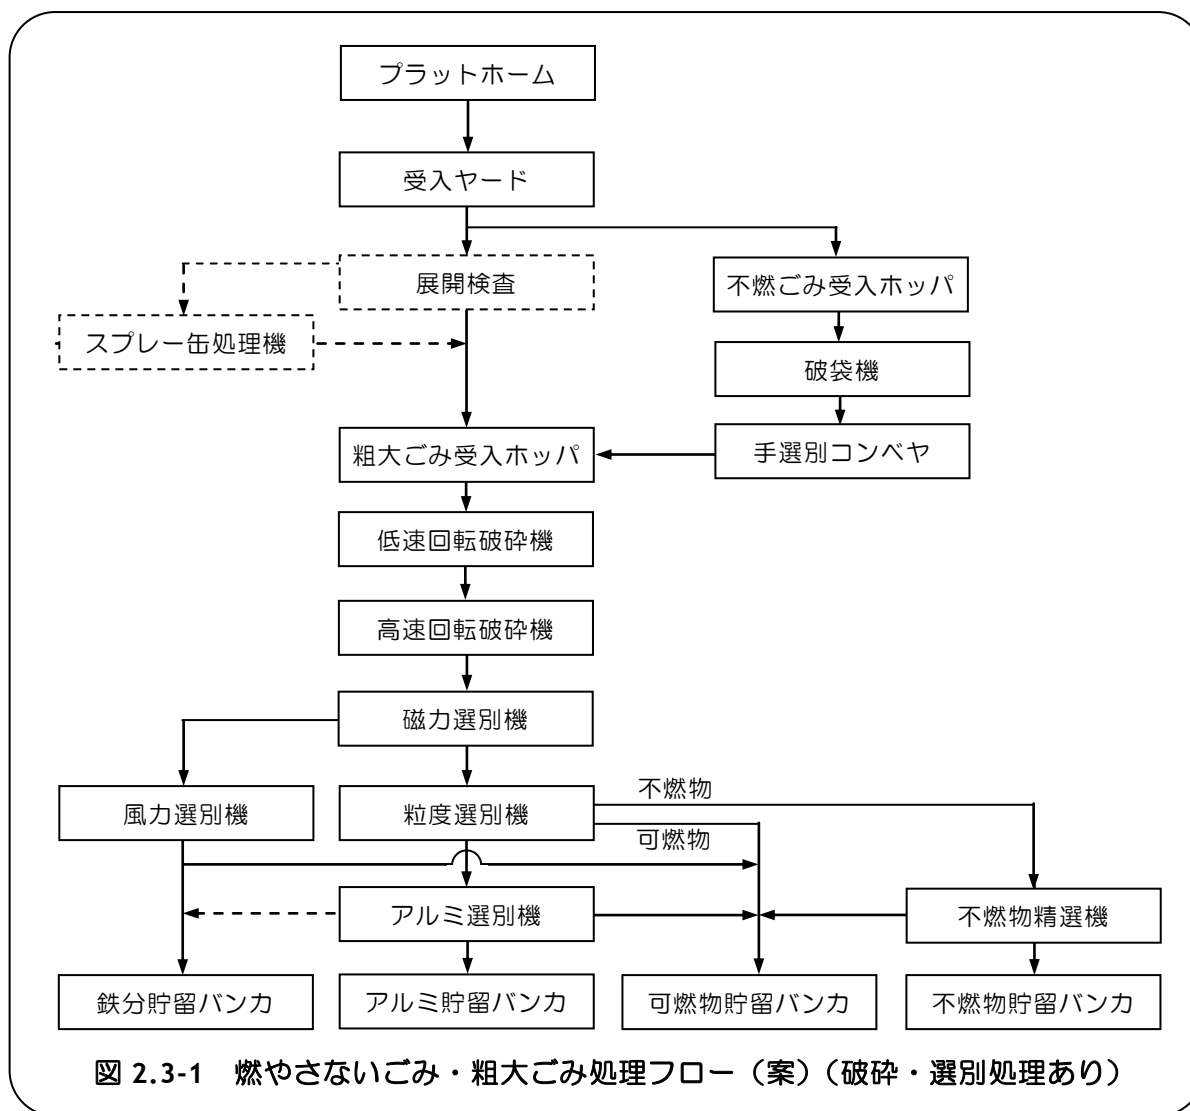 プラットホーム
受入ヤード
展開検査
不燃ごみ受入ホッパ
スプレー缶処理機
破袋機
粗大ごみ受入ホッパ
手選別コンベヤ
低速回転破砕機
高速回転破砕機
磁力選別機
風力選別機
粒度選別機
不燃物
可燃物
アルミ選別機
不燃物精選機
鉄分貯留バンカ
アルミ貯留バンカ
可燃物貯留バンカ
不燃物貯留バンカ
図 2.3-1 燃やさないごみ・粗大ごみ処理フロー（案）（破砕・選別処理あり）